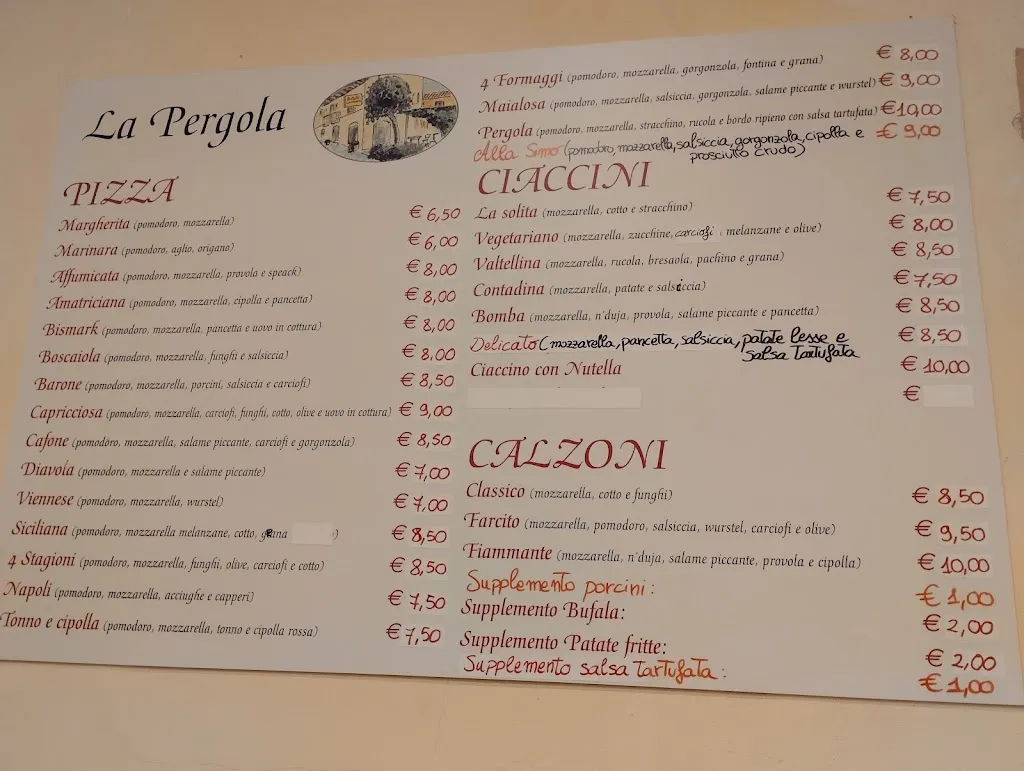 La Pergola
PIZZA
Margherita (pomodoro, mozzarella) € 6,50
Marinara (pomodoro, aglio, origano) € 6,00
Affumicata (pomodoro, mozzarella, provola e speack) € 8,00
Amatriciana (pomodoro, mozzarella, cipolla e pancetta) € 8,00
Bismark (pomodoro, mozzarella, pancetta e uovo in cottura) € 8,00
Boscaiola (pomodoro, mozzarella, funghi e salsiccia) € 8,00
Barone (pomodoro, mozzarella, porcini, salsiccia e carciofi) € 8,50
Capricciosa (pomodoro, mozzarella, carciofi, funghi, cotto, olive e uovo in cottura) € 9,00
Cafone (pomodoro, mozzarella, salame piccante, carciofi e gorgonzola) € 8,50
Diavola (pomodoro, mozzarella e salame piccante) € 7,00
Viennese (pomodoro, mozzarella, wurstel) € 7,00
Siciliana (pomodoro, mozzarella melanzane, cotto, grana ) € 8,50
4 Stagioni (pomodoro, mozzarella, funghi, olive, carciofi e cotto) € 8,50
Napoli (pomodoro, mozzarella, acciughe e capperi) € 7,50
Tonno e cipolla (pomodoro, mozzarella, tonno e cipolla rossa) € 7,50
4 Formaggi (pomodoro, mozzarella, gorgonzola, fontina e grana) € 8,00
Maialosa (pomodoro, mozzarella, salsiccia, gorgonzola, salame piccante e wurstel) € 9,00
Pergola (pomodoro, mozzarella, stracchino, rucola e bordo ripieno con salsa tartufata) € 10,00
Alla Simo (pomodoro, mozzarella, salsiccia, gorgonzola, cipolla e € 9,00
prosciutto crudo)
CIACCINI
La solita (mozzarella, cotto e stracchino) € 7,50
Vegetariano (mozzarella, zucchine, carciofi , melanzane e olive) € 8,00
Valtellina (mozzarella, rucola, bresaola, pachino e grana) € 8,50
Contadina (mozzarella, patate e salsiccia) € 7,50
Bomba (mozzarella, n'duja, provola, salame piccante e pancetta) € 8,50
Delicato (mozzarella, pancetta, salsiccia, patate lesse e € 8,50
salsa Tartufata
Ciaccino con Nutella € 10,00
€
CALZONI
Classico (mozzarella, cotto e funghi) € 8,50
Farcito (mozzarella, pomodoro, salsiccia, wurstel, carciofi e olive) € 9,50
Fiammante (mozzarella, n'duja, salame piccante, provola e cipolla) € 10,00
Supplemento porcini: € 1,00
Supplemento Bufala: € 2,00
Supplemento Patate fritte: € 2,00
Supplemento salsa tartufata: € 1,00